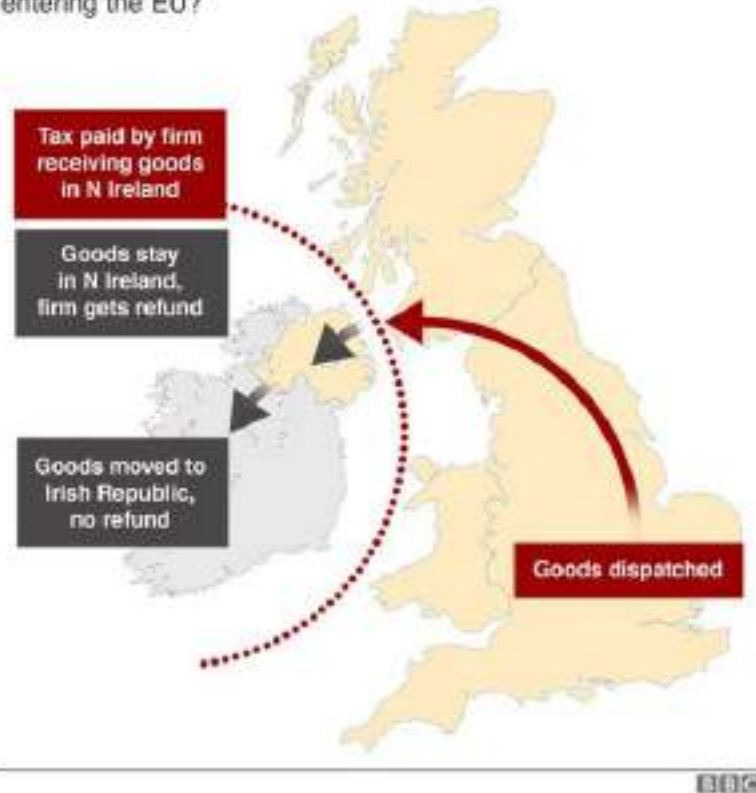 entering the EU?
Tax paid by firm
receiving goods
in N Ireland
Goods stay
in N Ireland,
firm gets refund
Goods moved to
Irish Republic,
no refund
Goods dispatched
BBC